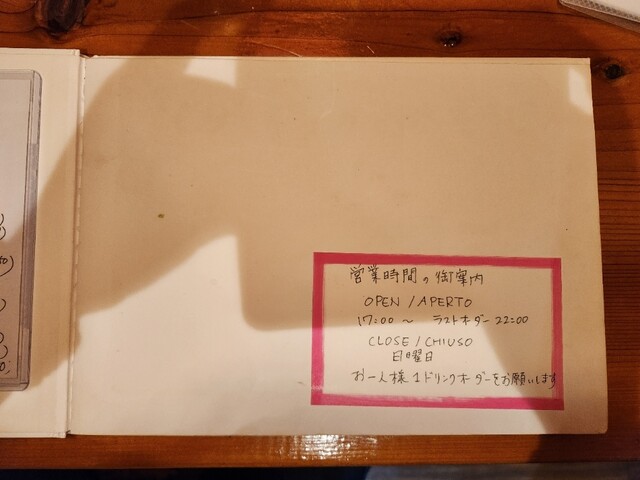 営業時間の御案内
OPEN / APERTO
17:00 〜 ラストオーダー 22:00
CLOSE / CHIUSO
日曜日
お一人様1ドリンクオーダーをお願いします